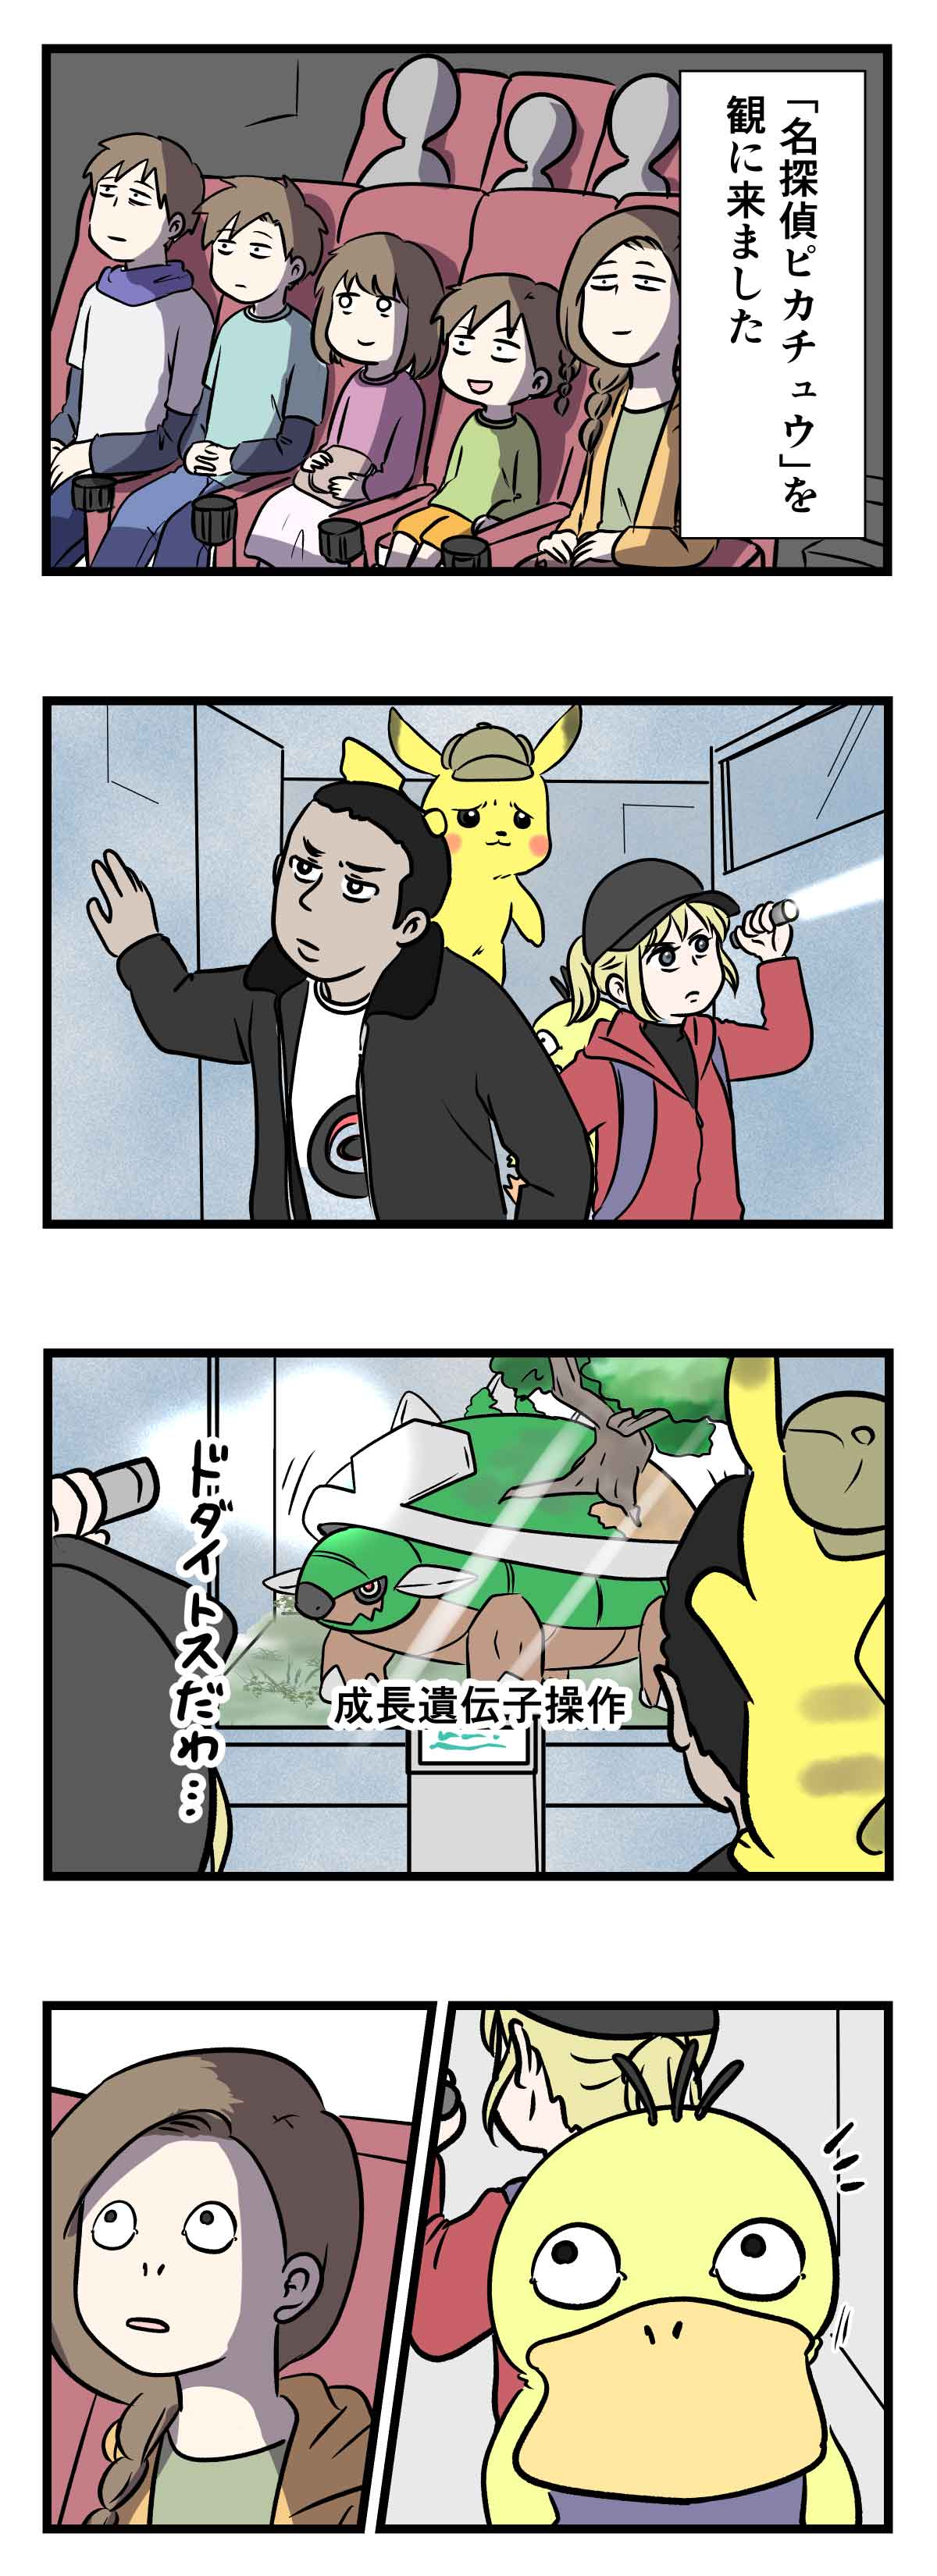 「名探偵ピカチュウ」を
観に来ました
ドダイトスだわ…
成長遺伝子操作